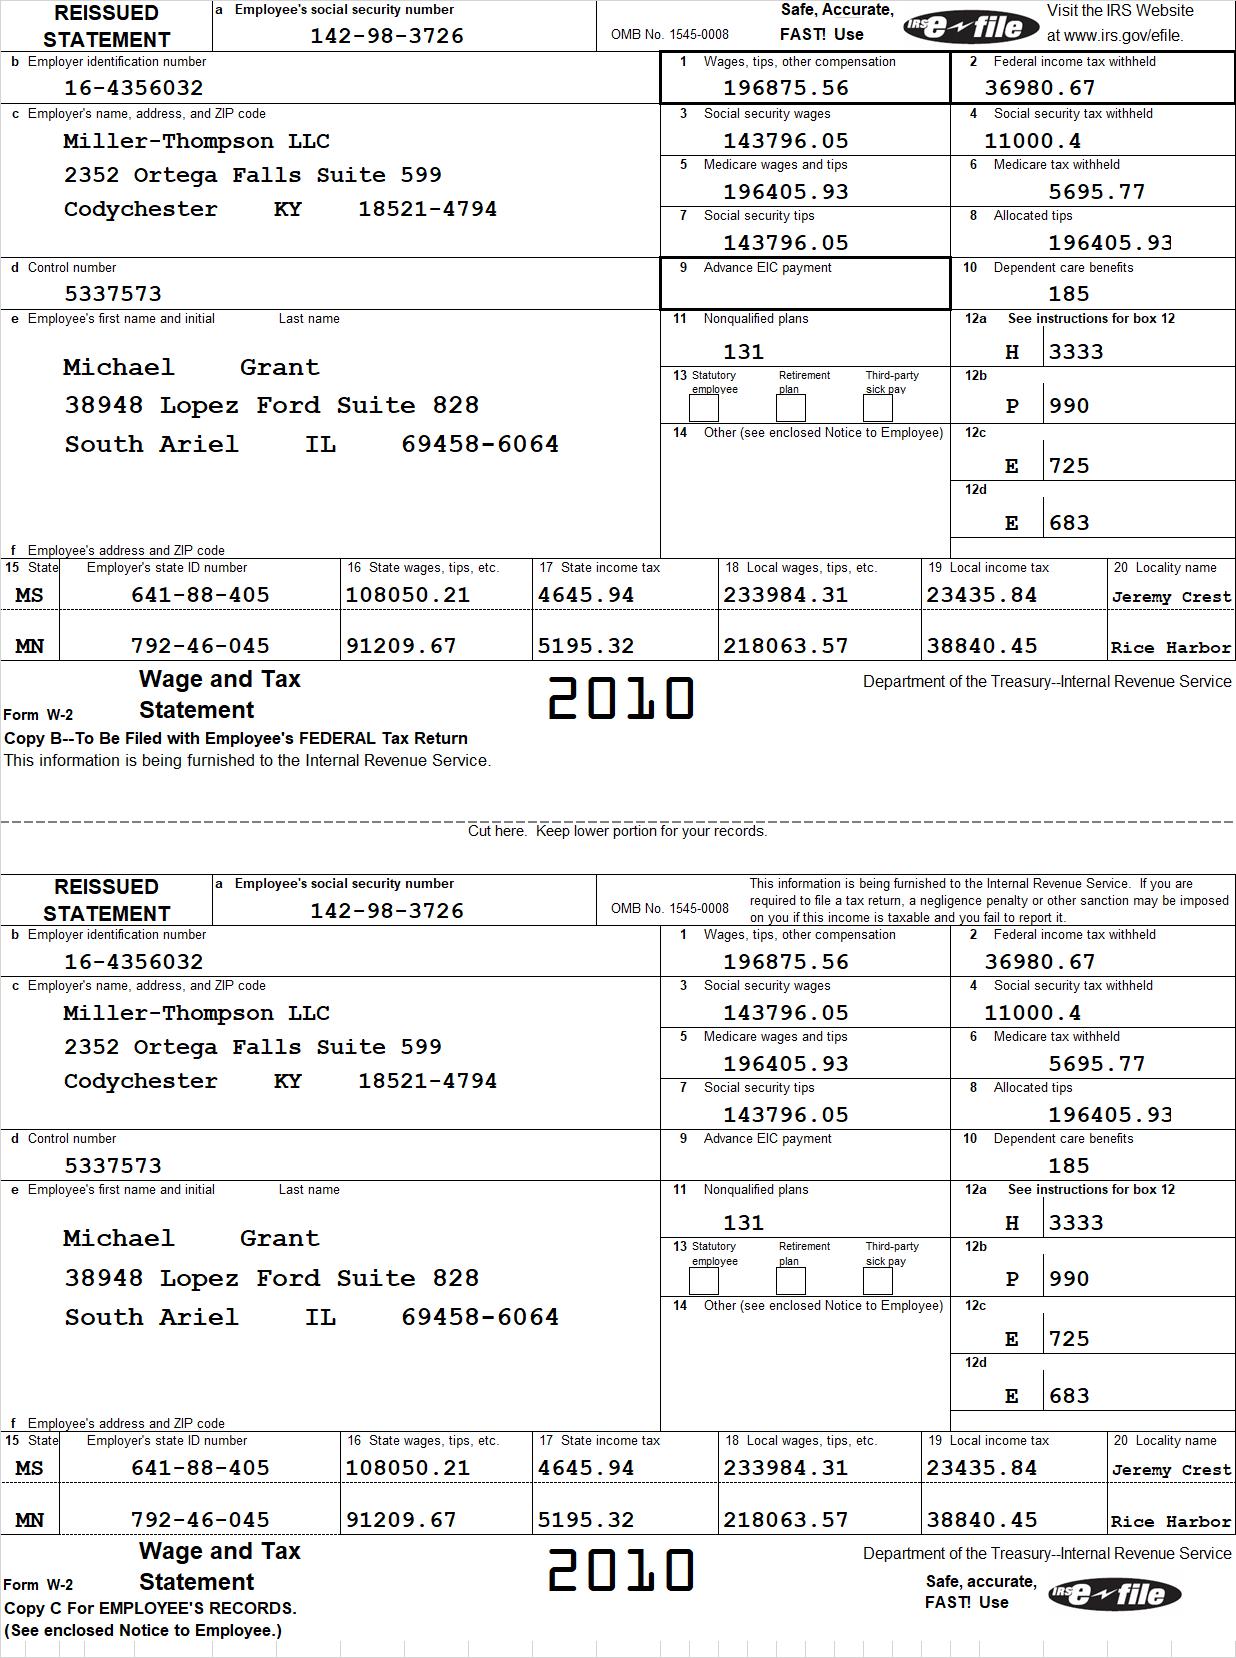 REISSUED STATEMENT
a Employee's social security number
142-98-3726
OMB No. 1545-0008
Safe, Accurate,
FAST! Use
IRS e-file
Visit the IRS Website
at www.irs.gov/efile.
b Employer identification number
16-4356032
1 Wages, tips, other compensation
196875.56
2 Federal income tax withheld
36980.67
c Employer's name, address, and ZIP code
Miller-Thompson LLC
2352 Ortega Falls Suite 599
Codychester KY 18521-4794
3 Social security wages
143796.05
4 Social security tax withheld
11000.4
5 Medicare wages and tips
196405.93
6 Medicare tax withheld
5695.77
7 Social security tips
143796.05
8 Allocated tips
196405.93
d Control number
5337573
9 Advance EIC payment
10 Dependent care benefits
185
e Employee's first name and initial Last name
Michael Grant
38948 Lopez Ford Suite 828
South Ariel IL 69458-6064
11 Nonqualified plans
131
12a See instructions for box 12
H 3333
13 Statutory employee Retirement plan Third-party sick pay
12b
P 990
14 Other (see enclosed Notice to Employee)
12c
E 725
12d
E 683
f Employee's address and ZIP code
15 State Employer's state ID number 16 State wages, tips, etc. 17 State income tax 18 Local wages, tips, etc. 19 Local income tax 20 Locality name
MS 641-88-405 108050.21 4645.94 233984.31 23435.84 Jeremy Crest
MN 792-46-045 91209.67 5195.32 218063.57 38840.45 Rice Harbor
Form W-2
Wage and Tax
Statement
2010
Department of the Treasury--Internal Revenue Service
Copy B--To Be Filed with Employee's FEDERAL Tax Return
This information is being furnished to the Internal Revenue Service.
Cut here. Keep lower portion for your records.
REISSUED STATEMENT
a Employee's social security number
142-98-3726
OMB No. 1545-0008
This information is being furnished to the Internal Revenue Service. If you are
required to file a tax return, a negligence penalty or other sanction may be imposed
on you if this income is taxable and you fail to report it.
b Employer identification number
16-4356032
1 Wages, tips, other compensation
196875.56
2 Federal income tax withheld
36980.67
c Employer's name, address, and ZIP code
Miller-Thompson LLC
2352 Ortega Falls Suite 599
Codychester KY 18521-4794
3 Social security wages
143796.05
4 Social security tax withheld
11000.4
5 Medicare wages and tips
196405.93
6 Medicare tax withheld
5695.77
7 Social security tips
143796.05
8 Allocated tips
196405.93
d Control number
5337573
9 Advance EIC payment
10 Dependent care benefits
185
e Employee's first name and initial Last name
Michael Grant
38948 Lopez Ford Suite 828
South Ariel IL 69458-6064
11 Nonqualified plans
131
12a See instructions for box 12
H 3333
13 Statutory employee Retirement plan Third-party sick pay
12b
P 990
14 Other (see enclosed Notice to Employee)
12c
E 725
12d
E 683
f Employee's address and ZIP code
15 State Employer's state ID number 16 State wages, tips, etc. 17 State income tax 18 Local wages, tips, etc. 19 Local income tax 20 Locality name
MS 641-88-405 108050.21 4645.94 233984.31 23435.84 Jeremy Crest
MN 792-46-045 91209.67 5195.32 218063.57 38840.45 Rice Harbor
Form W-2
Wage and Tax
Statement
2010
Department of the Treasury--Internal Revenue Service
Safe, accurate,
FAST! Use
IRS e-file
Copy C For EMPLOYEE'S RECORDS.
(See enclosed Notice to Employee.)